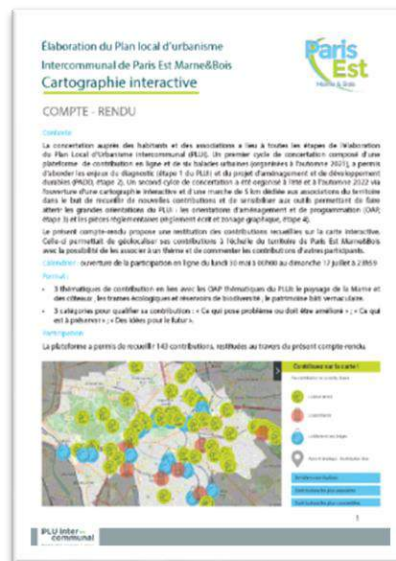 Élaboration du Plan local d'urbanisme
Intercommunal de Paris Est Marne&Bois
Cartographie interactive
Paris
Est
Marne & Bois
COMPTE - RENDU
Contexte
La concertation auprès des habitants et des associations a lieu à toutes les étapes de l'élaboration
du Plan Local d'Urbanisme Intercommunal (PLUi). Un premier cycle de concertation composé d'une
plateforme de contribution en ligne et de six balades urbaines (organisées à l'automne 2021), a permis
d'aborder les enjeux du diagnostic (étape 1 du PLUi) et du projet d'aménagement et de développement
durables (PADD, étape 2). Un second cycle de concertation a été organisé à l'été et à l'automne 2022 via
l'ouverture d'une cartographie interactive et d'une marche de 5 km dédiée aux associations du territoire
dans le but de recueillir de nouvelles contributions et de sensibiliser aux outils permettant de faire
atterrir les grandes orientations du PLUi : les orientations d'aménagement et de programmation (OAP,
étape 3) et les pièces réglementaires (règlement écrit et zonage graphique, étape 4).
Le présent compte-rendu propose une restitution des contributions recueillies sur la carte interactive.
Celle-ci permettait de géolocaliser ses contributions à l'échelle du territoire de Paris Est Marne&Bois
avec la possibilité de les associer à un thème et de commenter les contributions d'autres participants.
Calendrier : ouverture de la participation en ligne du lundi 30 mai à 00h00 au dimanche 17 juillet à 23h59
Format :
• 3 thématiques de contribution en lien avec les OAP thématiques du PLUi: le paysage de la Marne et
des coteaux ; les trames écologiques et réservoirs de biodiversité ; le patrimoine bâti vernaculaire.
• 3 catégories pour qualifier sa contribution : « Ce qui pose problème ou doit être amélioré » ; « Ce qui
est à préserver » ; « Des idées pour le futur ».
Participation
La plateforme a permis de recueillir 143 contributions, restituées au travers du présent compte-rendu.
Contribuez sur la carte !
1
PLU inter-
communal